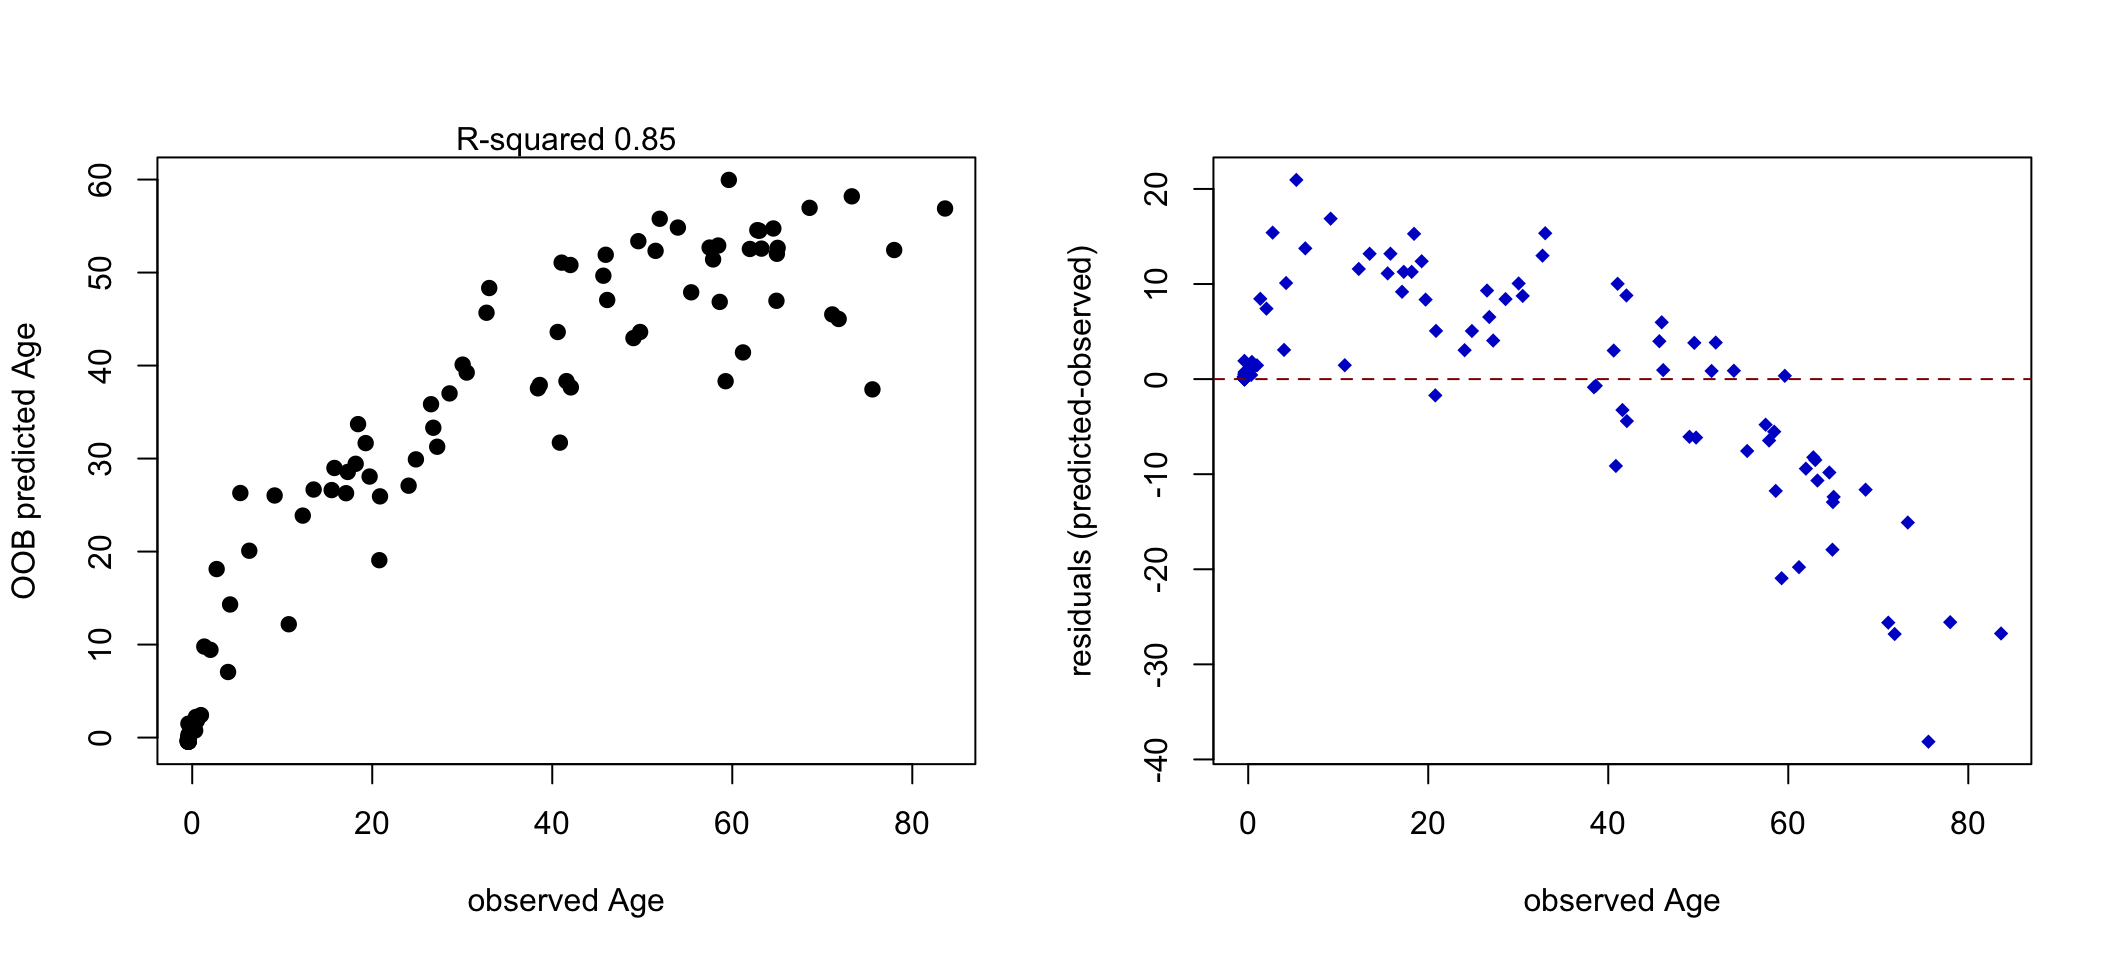 R-squared 0.85
OOB predicted Age
60
50
40
30
20
10
0
0 20 40 60 80
observed Age
residuals (predicted-observed)
20
10
0
-10
-20
-30
-40
0 20 40 60 80
observed Age